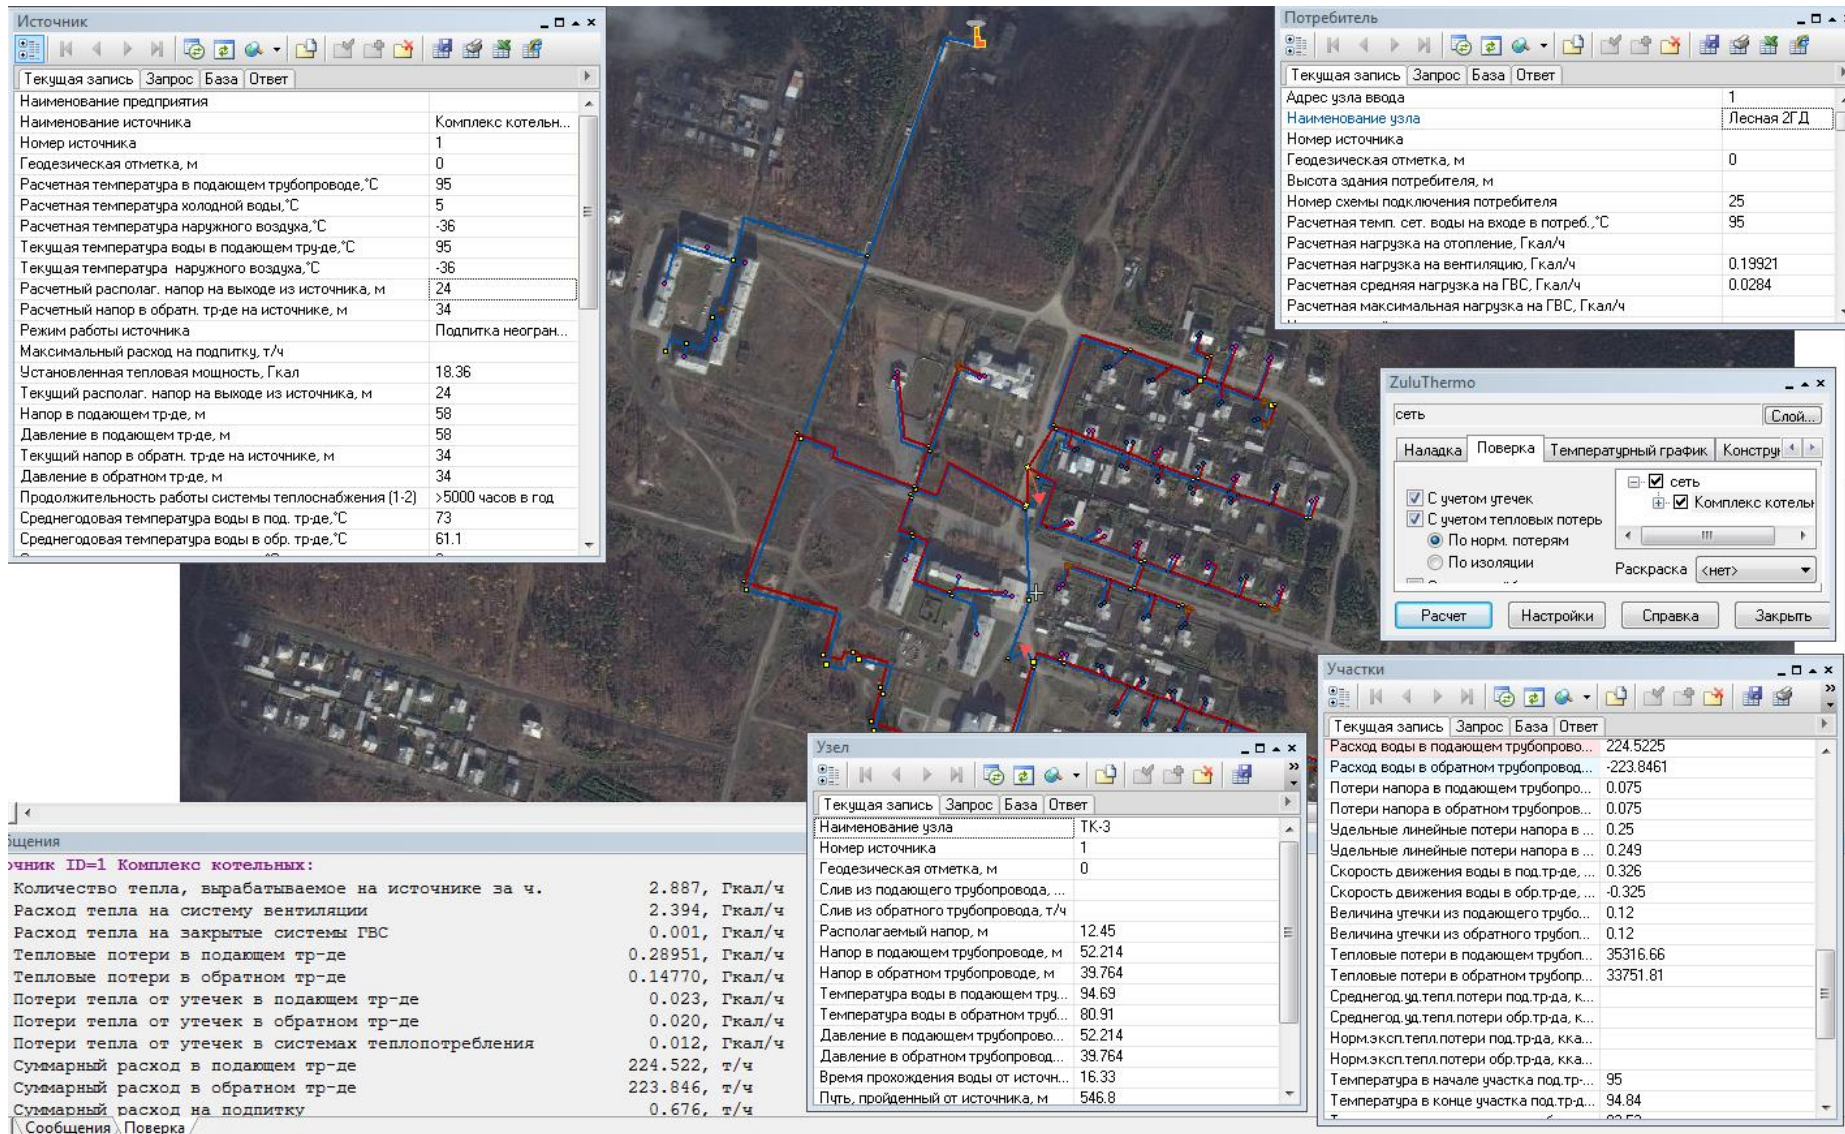 Источник
Текущая запись Запрос База Ответ
Наименование предприятия
Наименование источника Комплекс котельн...
Номер источника 1
Геодезическая отметка, м 0
Расчетная температура в подающем трубопроводе,°C 95
Расчетная температура холодной воды,°C 5
Расчетная температура наружного воздуха,°C -36
Текущая температура воды в подающем тру-де,°C 95
Текущая температура наружного воздуха,°C -36
Расчетный располаг. напор на выходе из источника, м 24
Расчетный напор в обратн. тр-де на источнике, м 34
Режим работы источника Подпитка неогран...
Максимальный расход на подпитку, т/ч
Установленная тепловая мощность, Гкал 18.36
Текущий располаг. напор на выходе из источника, м 24
Напор в подающем тр-де, м 58
Давление в подающем тр-де, м 58
Текущий напор в обратн. тр-де на источнике, м 34
Давление в обратном тр-де, м 34
Продолжительность работы системы теплоснабжения (1-2) >5000 часов в год
Среднегодовая температура воды в под. тр-де,°C 73
Среднегодовая температура воды в обр. тр-де,°C 61.1
Потребитель
Текущая запись Запрос База Ответ
Адрес узла ввода 1
Наименование узла Лесная 2ГД
Номер источника
Геодезическая отметка, м 0
Высота здания потребителя, м
Номер схемы подключения потребителя 25
Расчетная темп. сет. воды на входе в потреб.,°C 95
Расчетная нагрузка на отопление, Гкал/ч
Расчетная нагрузка на вентиляцию, Гкал/ч 0.19921
Расчетная средняя нагрузка на ГВС, Гкал/ч 0.0284
Расчетная максимальная нагрузка на ГВС, Гкал/ч
ZuluThermo
сеть Слой...
Наладка Поверка Температурный график Констру
С учетом утечек
С учетом тепловых потерь
По норм. потерям
По изоляции
сеть
Комплекс котельн
Раскраска <нет>
Расчет Настройки Справка Закрыть
Участки
Текущая запись Запрос База Ответ
Расход воды в подающем трубопрово... 224.5225
Расход воды в обратном трубопровод... -223.8461
Потери напора в подающем трубопро... 0.075
Потери напора в обратном трубопров... 0.075
Удельные линейные потери напора в ... 0.25
Удельные линейные потери напора в ... 0.249
Скорость движения воды в под.тр-де, ... 0.326
Скорость движения воды в обр.тр-де, ... -0.325
Величина утечки из подающего трубо... 0.12
Величина утечки из обратного трубоп... 0.12
Тепловые потери в подающем трубоп... 35316.66
Тепловые потери в обратном трубопр... 33751.81
Среднегод.уд.тепл.потери под.тр-да, к...
Среднегод.уд.тепл.потери обр.тр-да, к...
Норм.эксп.тепл.потери под.тр-да, кка...
Норм.эксп.тепл.потери обр.тр-да, кка...
Температура в начале участка под.тр-... 95
Температура в конце участка под.тр-д... 94.84
Узел
Текущая запись Запрос База Ответ
Наименование узла ТК-3
Номер источника 1
Геодезическая отметка, м 0
Слив из подающего трубопровода, ...
Слив из обратного трубопровода, т/ч
Располагаемый напор, м 12.45
Напор в подающем трубопроводе, м 52.214
Напор в обратном трубопроводе, м 39.764
Температура воды в подающем тру... 94.69
Температура воды в обратном труб... 80.91
Давление в подающем трубопрово... 52.214
Давление в обратном трубопровод... 39.764
Время прохождения воды от источн... 16.33
Путь, пройденный от источника, м 546.8
бщения
очник ID=1 Комплекс котельных:
Количество тепла, вырабатываемое на источнике за ч. 2.887, Гкал/ч
Расход тепла на систему вентиляции 2.394, Гкал/ч
Расход тепла на закрытые системы ГВС 0.001, Гкал/ч
Тепловые потери в подающем тр-де 0.28951, Гкал/ч
Тепловые потери в обратном тр-де 0.14770, Гкал/ч
Потери тепла от утечек в подающем тр-де 0.023, Гкал/ч
Потери тепла от утечек в обратном тр-де 0.020, Гкал/ч
Потери тепла от утечек в системах теплопотребления 0.012, Гкал/ч
Суммарный расход в подающем тр-де 224.522, т/ч
Суммарный расход в обратном тр-де 223.846, т/ч
Суммарный расход на подпитку 0.676, т/ч
Сообщения Поверка